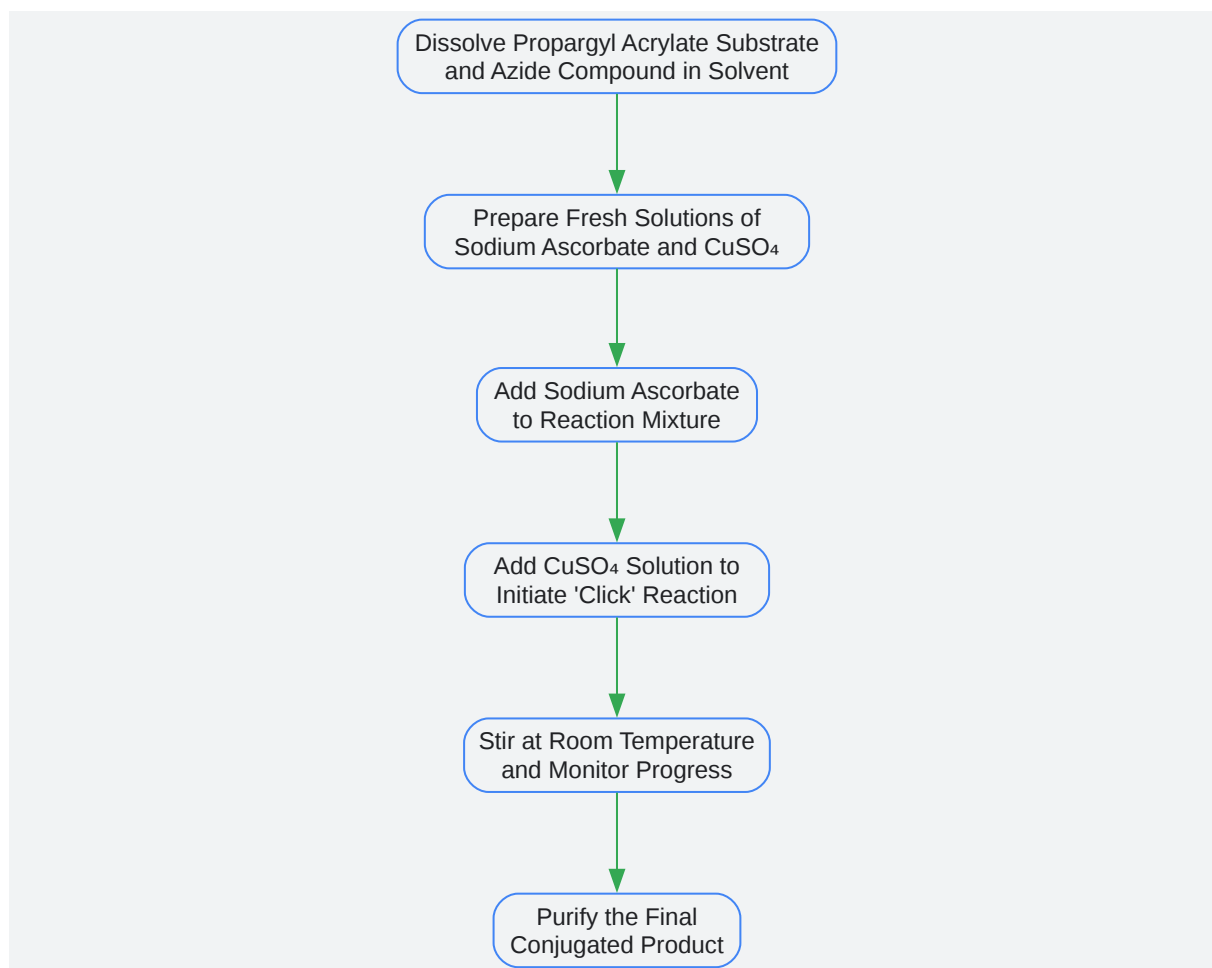 Dissolve Propargyl Acrylate Substrate
and Azide Compound in Solvent
Prepare Fresh Solutions of
Sodium Ascorbate and CuSO₄
Add Sodium Ascorbate
to Reaction Mixture
Add CuSO₄ Solution to
Initiate 'Click' Reaction
Stir at Room Temperature
and Monitor Progress
Purify the Final
Conjugated Product